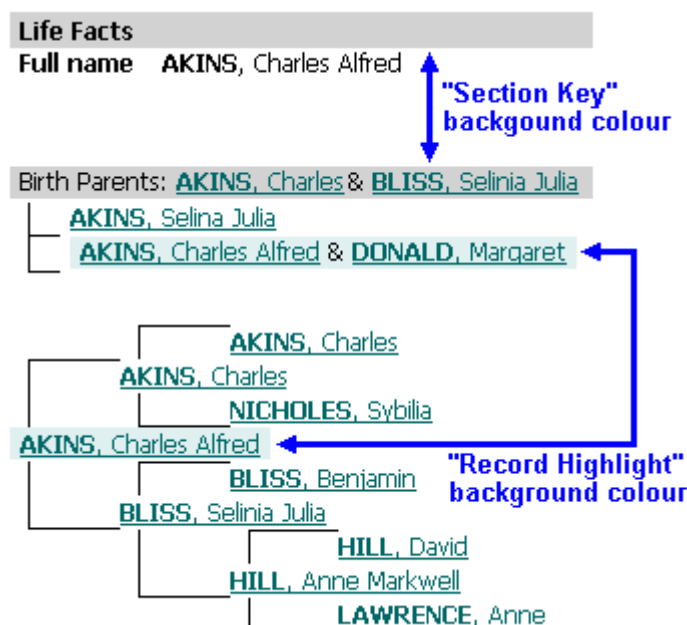 Life Facts
Full name AKINS, Charles Alfred
"Section Key"
backgound colour
Birth Parents: AKINS, Charles & BLISS, Selinia Julia
AKINS, Selina Julia
AKINS, Charles Alfred & DONALD, Margaret
AKINS, Charles
AKINS, Charles
NICHOLES, Sybilia
AKINS, Charles Alfred
"Record Highlight"
background colour
BLISS, Benjamin
BLISS, Selinia Julia
HILL, David
HILL, Anne Markwell
LAWRENCE, Anne